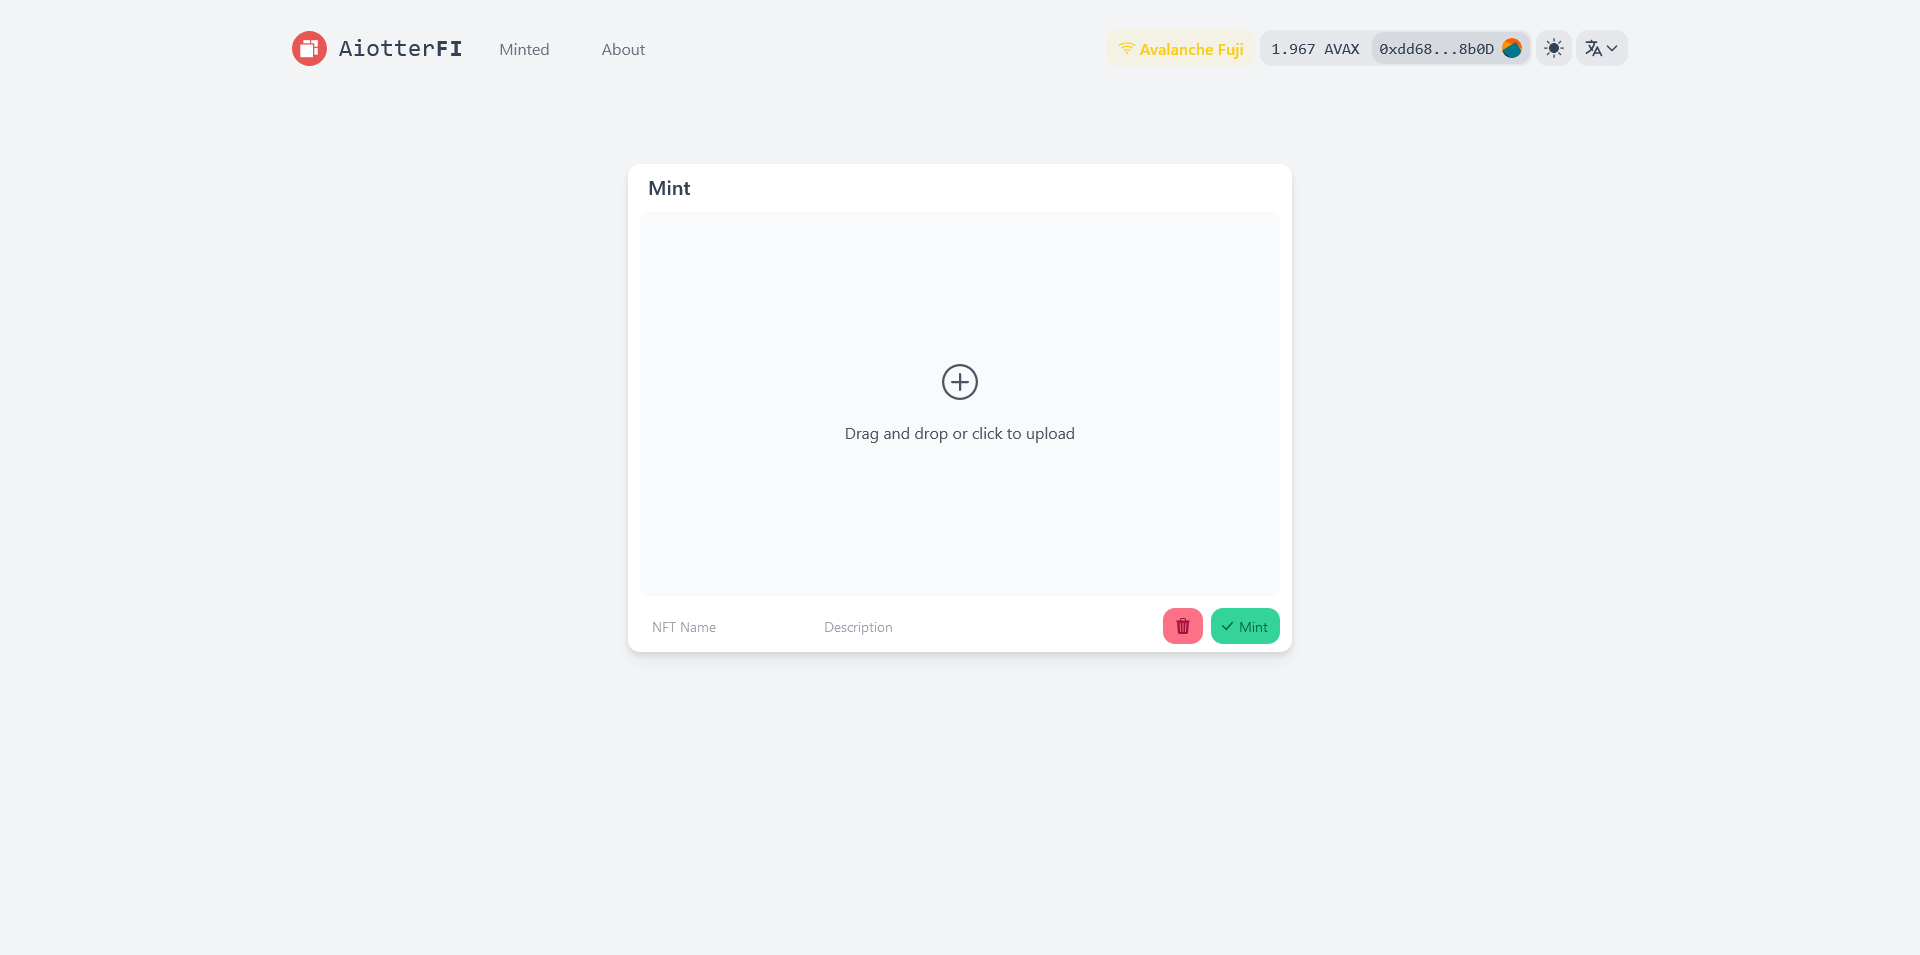 AiotterFI Minted About Avalanche Fuji 1.967 AVAX 0xdd68...8b0D
Mint
Drag and drop or click to upload
NFT Name Description Mint